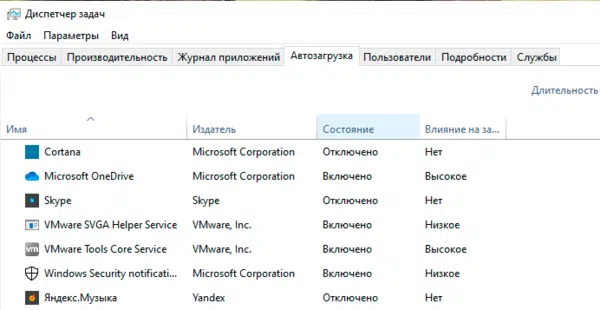 Диспетчер задач
Файл Параметры Вид
Процессы Производительность Журнал приложений Автозагрузка Пользователи Подробности Службы
Длительность
Имя Издатель Состояние Влияние на за...
Cortana Microsoft Corporation Отключено Нет
Microsoft OneDrive Microsoft Corporation Включено Высокое
Skype Skype Отключено Нет
VMware SVGA Helper Service VMware, Inc. Включено Низкое
vm VMware Tools Core Service VMware, Inc. Включено Высокое
Windows Security notificati... Microsoft Corporation Включено Низкое
Яндекс.Музыка Yandex Отключено Нет